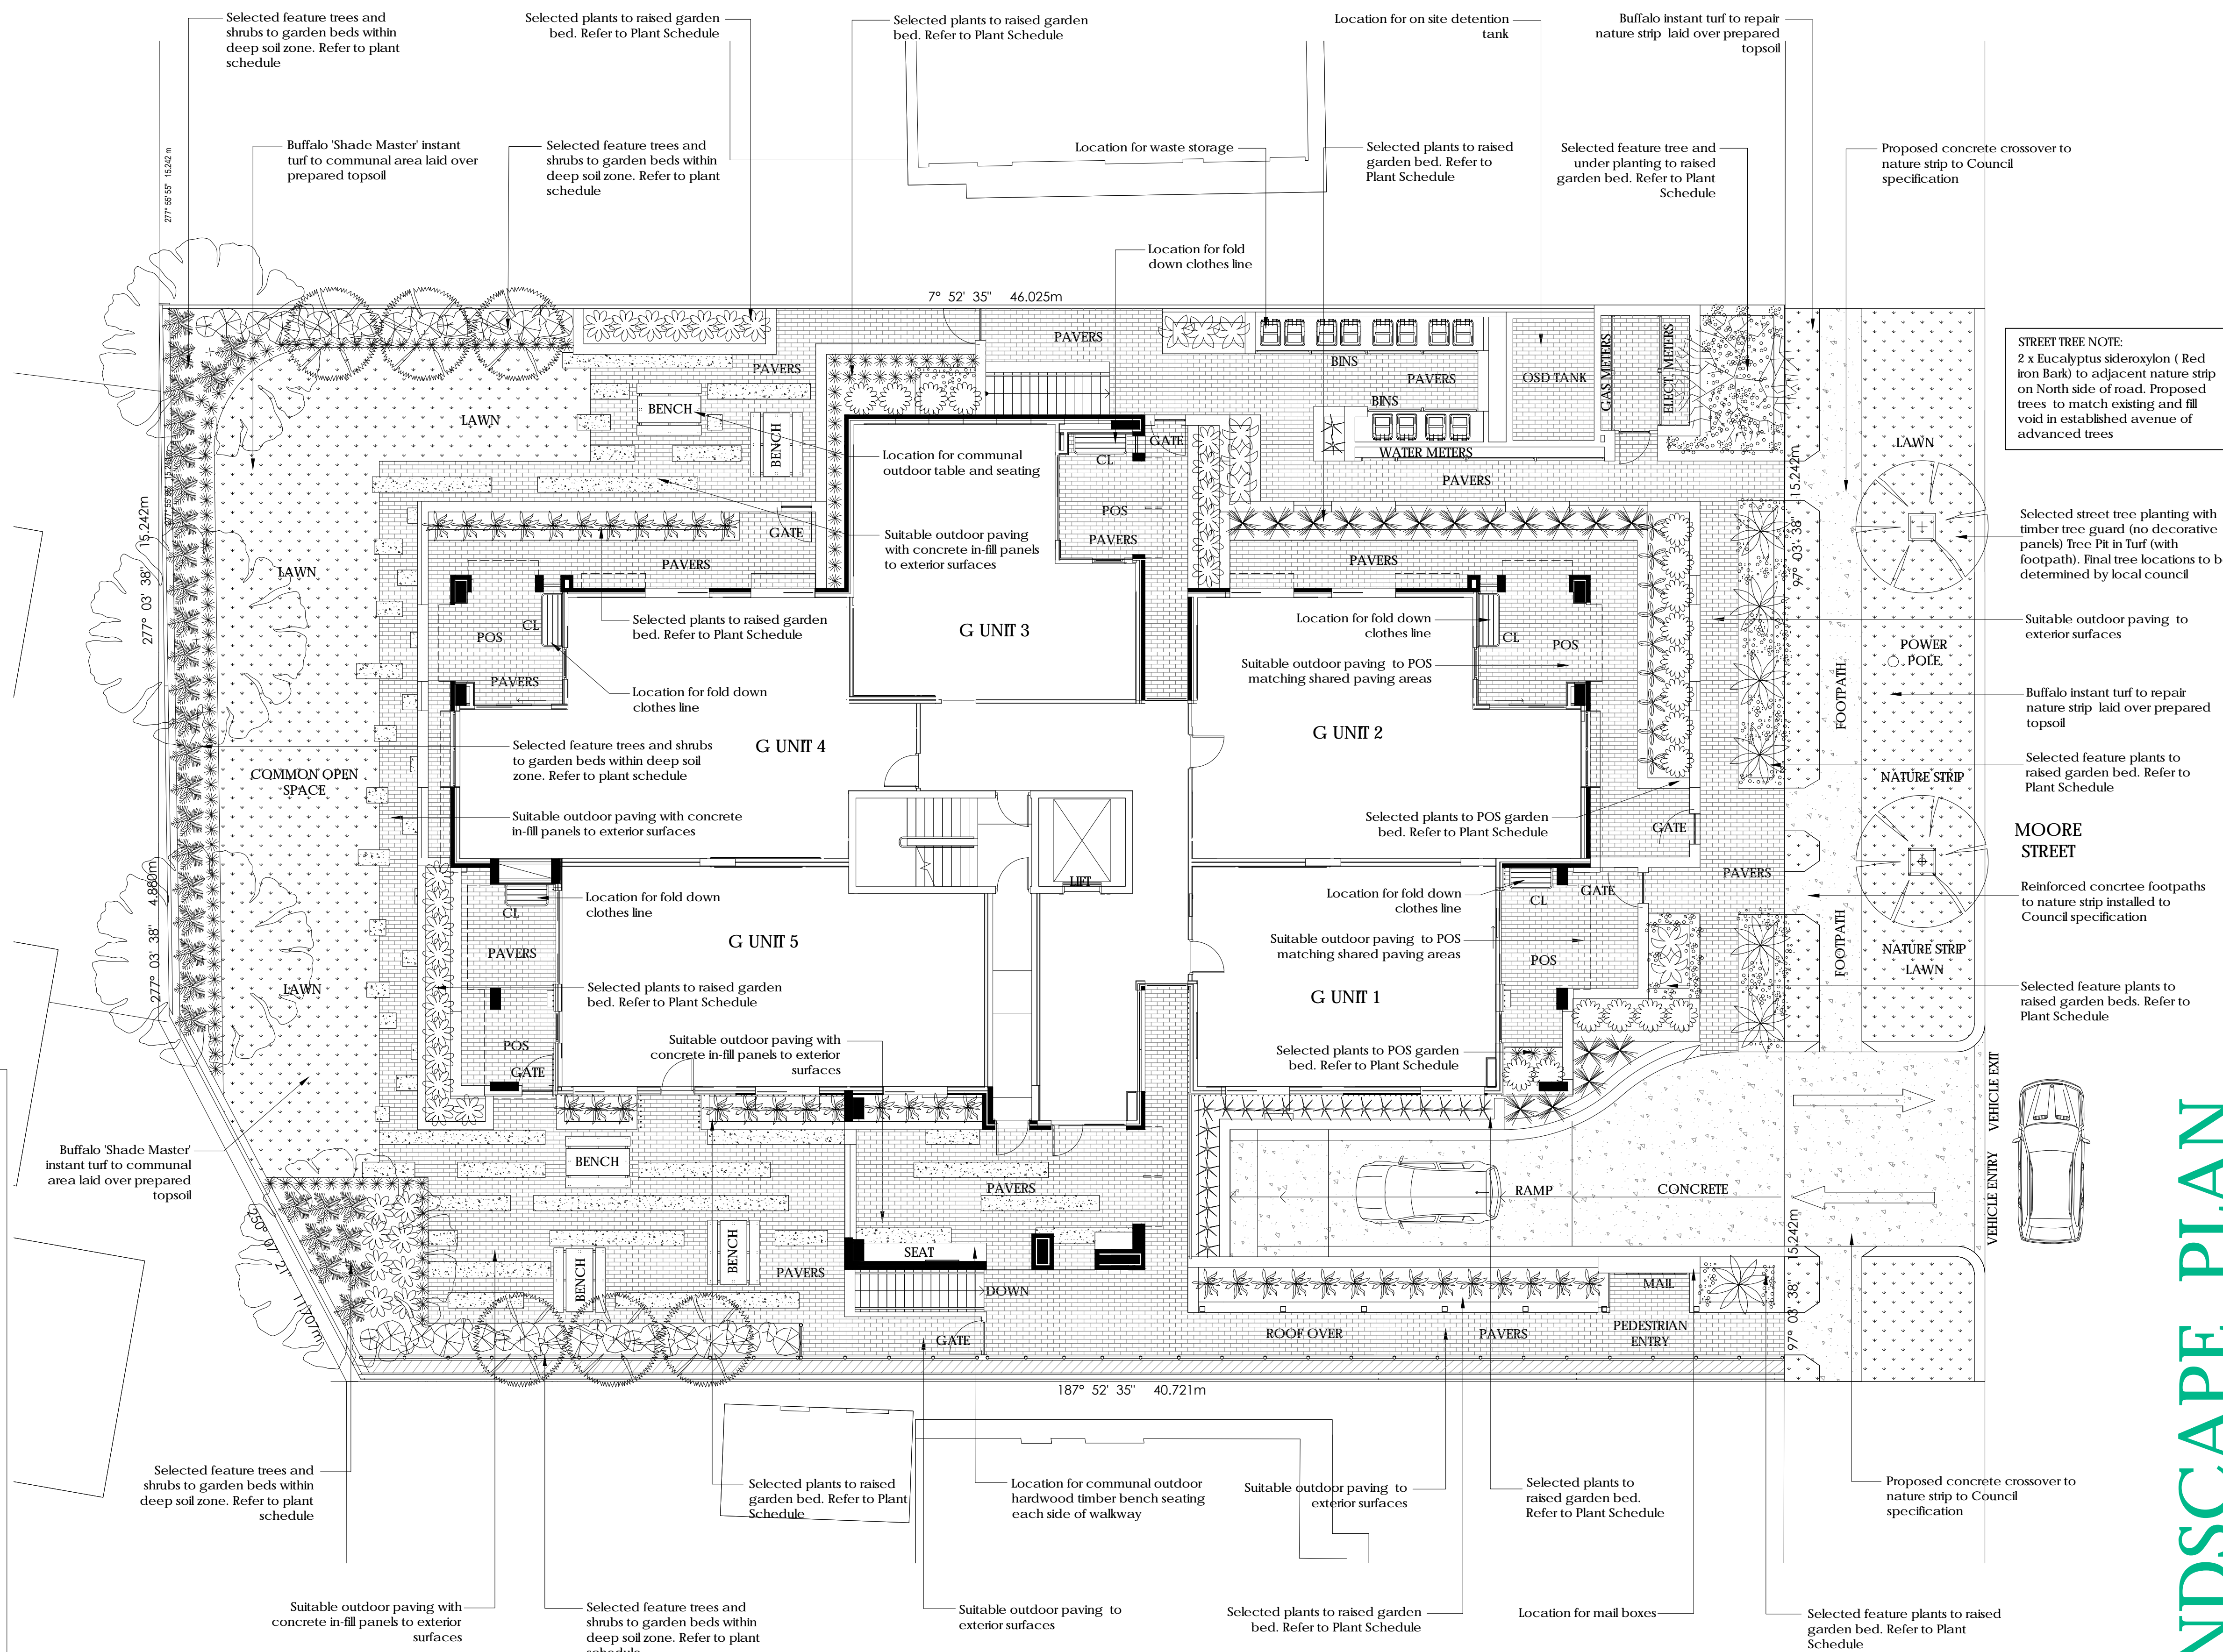 Selected feature trees and
shrubs to garden beds within
deep soil zone. Refer to plant
schedule
Selected plants to raised garden
bed. Refer to Plant Schedule
Selected plants to raised garden
bed. Refer to Plant Schedule
Location for on site detention
tank
Buffalo instant turf to repair
nature strip laid over prepared
topsoil
Buffalo 'Shade Master' instant
turf to communal area laid over
prepared topsoil
Selected feature trees and
shrubs to garden beds within
deep soil zone. Refer to plant
schedule
Location for waste storage
Selected plants to raised
garden bed. Refer to
Plant Schedule
Selected feature tree and
under planting to raised
garden bed. Refer to Plant
Schedule
Proposed concrete crossover to
nature strip to Council
specification
277° 55' 55" 15.242 m
Location for fold
down clothes line
7° 52' 35" 46.025m
STREET TREE NOTE:
2 x Eucalyptus sideroxylon ( Red
iron Bark) to adjacent nature strip
on North side of road. Proposed
trees to match existing and fill
void in established avenue of
advanced trees
PAVERS
BINS
PAVERS
BINS
OSD TANK
GAS METERS
ELECT. METERS
WATER METERS
PAVERS
PAVERS
LAWN
BENCH
BENCH
Location for communal
outdoor table and seating
CL
GATE
POS
PAVERS
LAWN
Suitable outdoor paving
with concrete in-fill panels
to exterior surfaces
GATE
PAVERS
PAVERS
277° 03' 38" 15.242m
97° 03' 38" 15.242m
Selected street tree planting with
timber tree guard (no decorative
panels) Tree Pit in Turf (with
footpath). Final tree locations to b
determined by local council
LAWN
POS
CL
PAVERS
Selected plants to raised garden
bed. Refer to Plant Schedule
G UNIT 3
Location for fold down
clothes line
CL
POS
Suitable outdoor paving to
exterior surfaces
Suitable outdoor paving to POS
matching shared paving areas
POWER
POLE
FOOTPATH
Location for fold down
clothes line
Buffalo instant turf to repair
nature strip laid over prepared
topsoil
G UNIT 4
G UNIT 2
Selected feature trees and shrubs
to garden beds within deep soil
zone. Refer to plant schedule
COMMON OPEN
SPACE
NATURE STRIP
Selected feature plants to
raised garden bed. Refer to
Plant Schedule
Suitable outdoor paving with concrete
in-fill panels to exterior surfaces
Selected plants to POS garden
bed. Refer to Plant Schedule
GATE
MOORE
STREET
PAVERS
LIFT
277° 03' 38" 4.880m
Location for fold down
clothes line
CL
Location for fold down
clothes line
CL
GATE
Reinforced concrtee footpaths
to nature strip installed to
Council specification
G UNIT 5
PAVERS
Suitable outdoor paving to POS
matching shared paving areas
POS
FOOTPATH
NATURE STRIP
LAWN
LAWN
Selected plants to raised garden
bed. Refer to Plant Schedule
G UNIT 1
Selected feature plants to
raised garden beds. Refer to
Plant Schedule
POS
GATE
Suitable outdoor paving with
concrete in-fill panels to exterior
surfaces
Selected plants to POS garden
bed. Refer to Plant Schedule
VEHICLE EXIT
VEHICLE ENTRY
Buffalo 'Shade Master'
instant turf to communal
area laid over prepared
topsoil
BENCH
PAVERS
RAMP
CONCRETE
250° 07' 21" 11.107m
BENCH
BENCH
PAVERS
SEAT
DOWN
GATE
MAIL
97° 03' 38" 15.242m
ROOF OVER
PAVERS
PEDESTRIAN
ENTRY
187° 52' 35" 40.721m
Selected feature trees and
shrubs to garden beds within
deep soil zone. Refer to plant
schedule
Selected plants to raised
garden bed. Refer to Plant
Schedule
Location for communal outdoor
hardwood timber bench seating
each side of walkway
Suitable outdoor paving to
exterior surfaces
Selected plants to
raised garden bed.
Refer to Plant Schedule
Proposed concrete crossover to
nature strip to Council
specification
Suitable outdoor paving with
concrete in-fill panels to exterior
surfaces
Selected feature trees and
shrubs to garden beds within
deep soil zone. Refer to plant
schedule
Suitable outdoor paving to
exterior surfaces
Selected plants to raised garden
bed. Refer to Plant Schedule
Location for mail boxes
Selected feature plants to raised
garden bed. Refer to Plant
Schedule
NDSCAPE PLAN